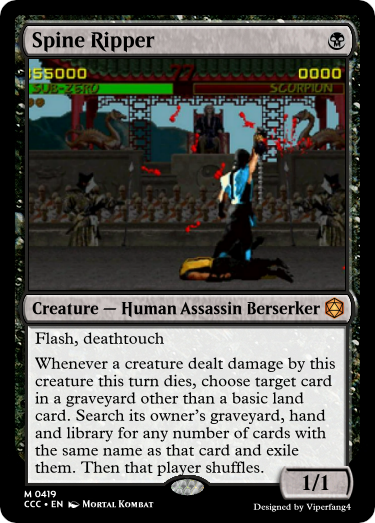 Spine Ripper
55000 0000
SUB-ZERO SCORPION
Creature — Human Assassin Berserker
Flash, deathtouch
Whenever a creature dealt damage by this
creature this turn dies, choose target card
in a graveyard other than a basic land
card. Search its owner's graveyard, hand
and library for any number of cards with
the same name as that card and exile
them. Then that player shuffles.
1/1
M 0419
CCC • EN Mortal Kombat
Designed by Viperfang4